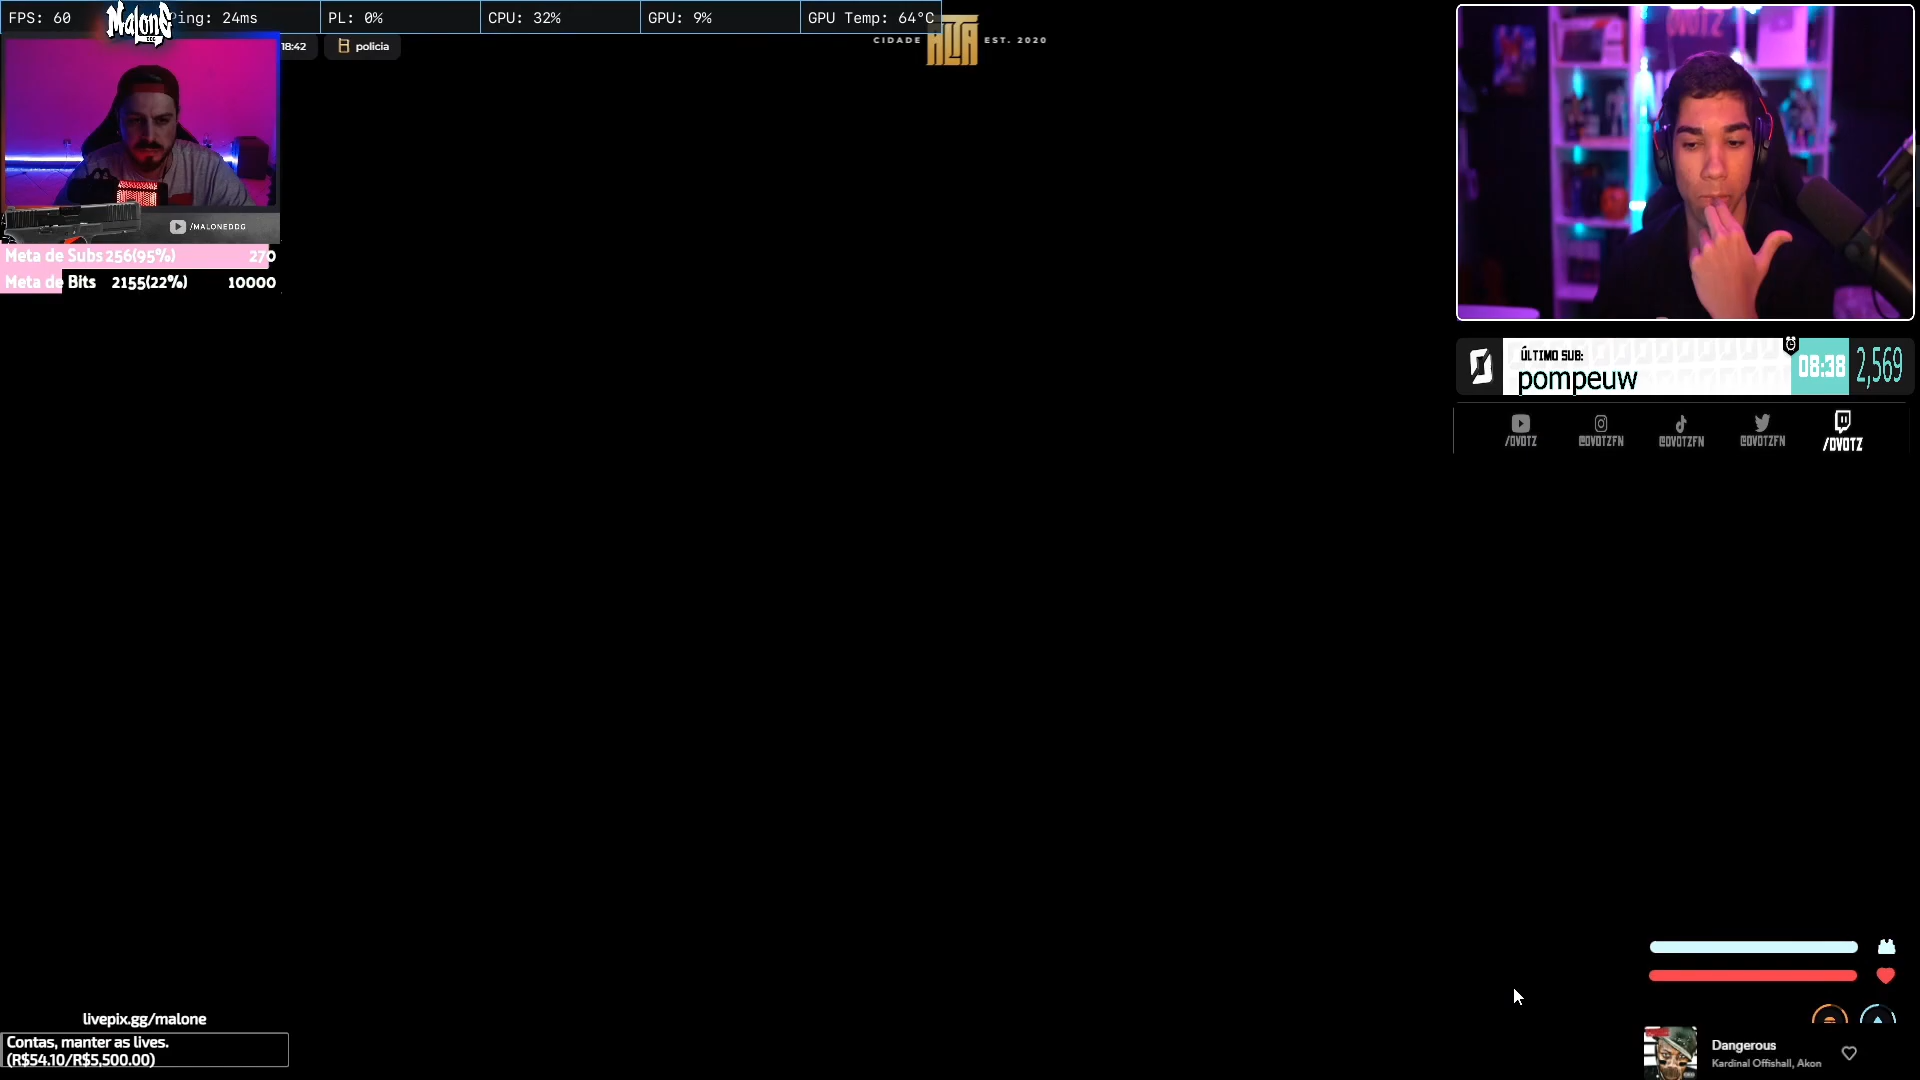 FPS: 60
Ping: 24ms
PL: 0%
CPU: 32%
GPU: 9%
GPU Temp: 64°C
Malone
18:42
policia
CIDADE ALTA EST. 2020
/MALONEDDG
Meta de Subs 256(95%) 270
Meta de Bits 2155(22%) 10000
ÚLTIMO SUB:
pompeuw
08:38
2,569
/DVOTZ
@DVOTZFN
@DVOTZFN
@DVOTZFN
/DVOTZ
livepix.gg/malone
Contas, manter as lives.
(R$54.10/R$5,500.00)
Dangerous
Kardinal Offishall, Akon